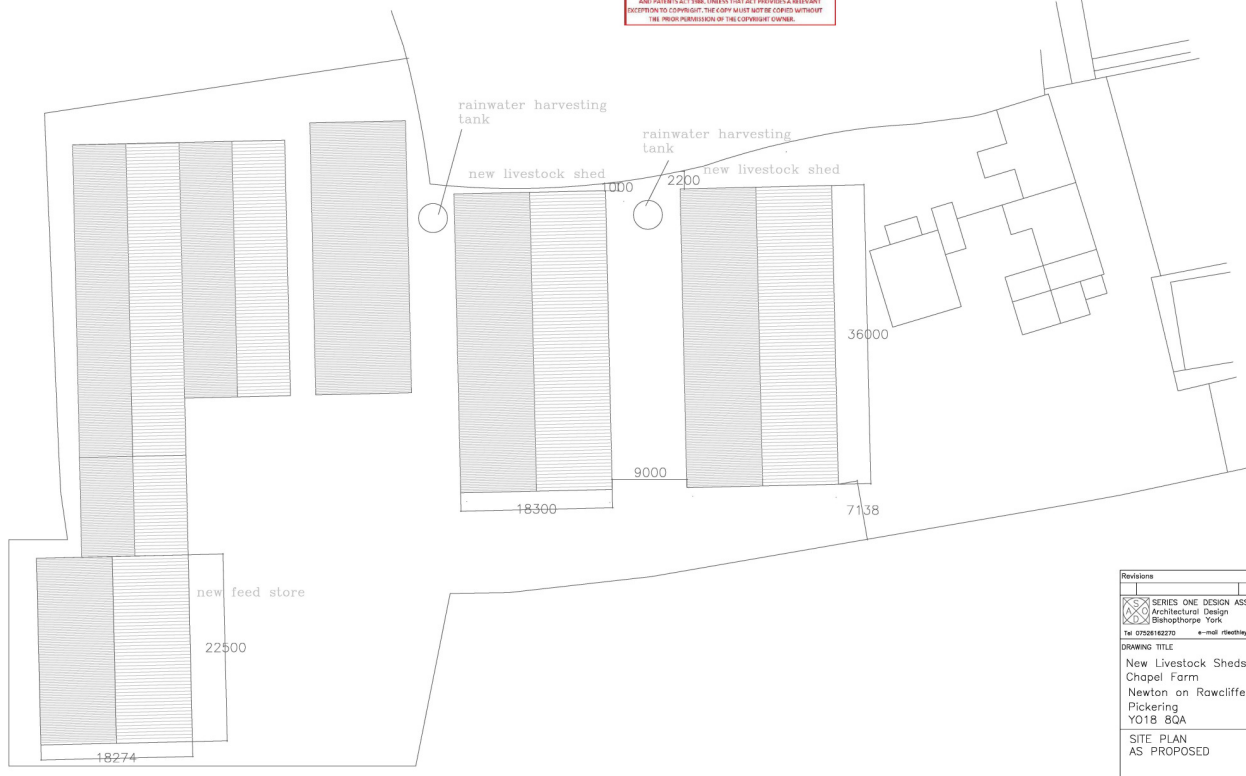 AND PATENTS ACT 1988, UNLESS THAT ACT PROVIDES A RELEVANT
EXCEPTION TO COPYRIGHT. THE COPY MUST NOT BE COPIED WITHOUT
THE PRIOR PERMISSION OF THE COPYRIGHT OWNER.
rainwater harvesting
tank
rainwater harvesting
tank
new livestock shed
new livestock shed
1000
2200
36000
9000
18300
7138
new feed store
22500
18274
Revisions
S
A O
D
SERIES ONE DESIGN ASS
Architectural Design
Bishopthorpe York
Tel 07526162270 e-mail rtleathley
DRAWING TITLE
New Livestock Sheds
Chapel Farm
Newton on Rawcliffe
Pickering
YO18 8QA
SITE PLAN
AS PROPOSED